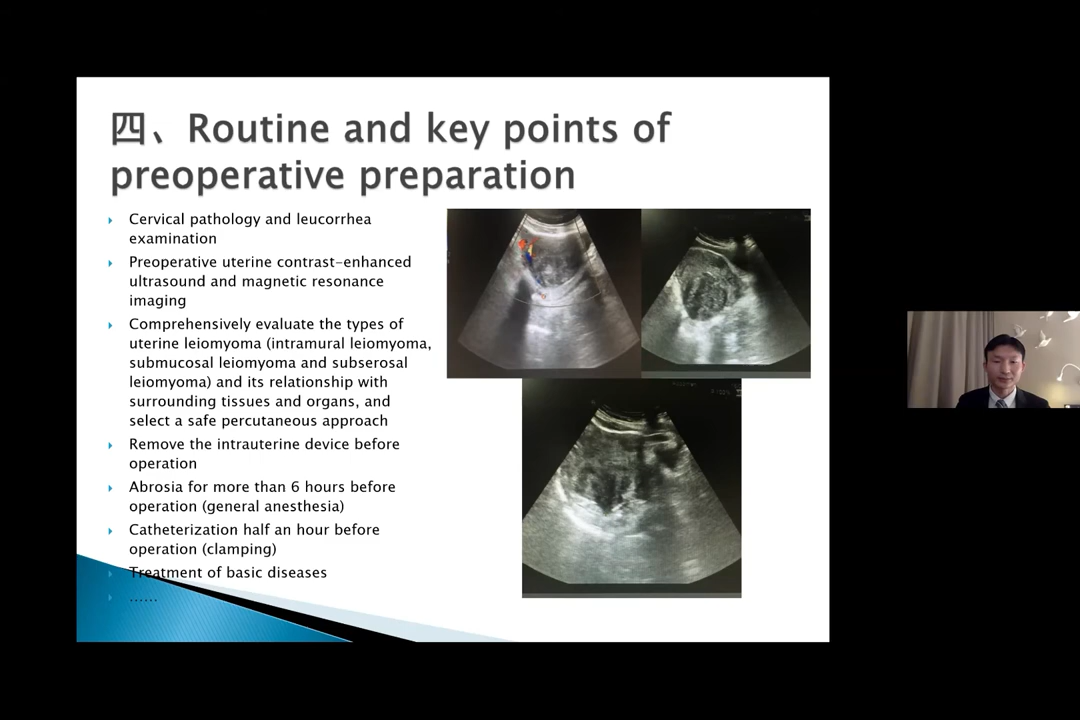 四、Routine and key points of
preoperative preparation
Cervical pathology and leucorrhea
examination
Preoperative uterine contrast-enhanced
ultrasound and magnetic resonance
imaging
Comprehensively evaluate the types of
uterine leiomyoma (intramural leiomyoma,
submucosal leiomyoma and subserosal
leiomyoma) and its relationship with
surrounding tissues and organs, and
select a safe percutaneous approach
Remove the intrauterine device before
operation
Abrosia for more than 6 hours before
operation (general anesthesia)
Catheterization half an hour before
operation (clamping)
Treatment of basic diseases
......